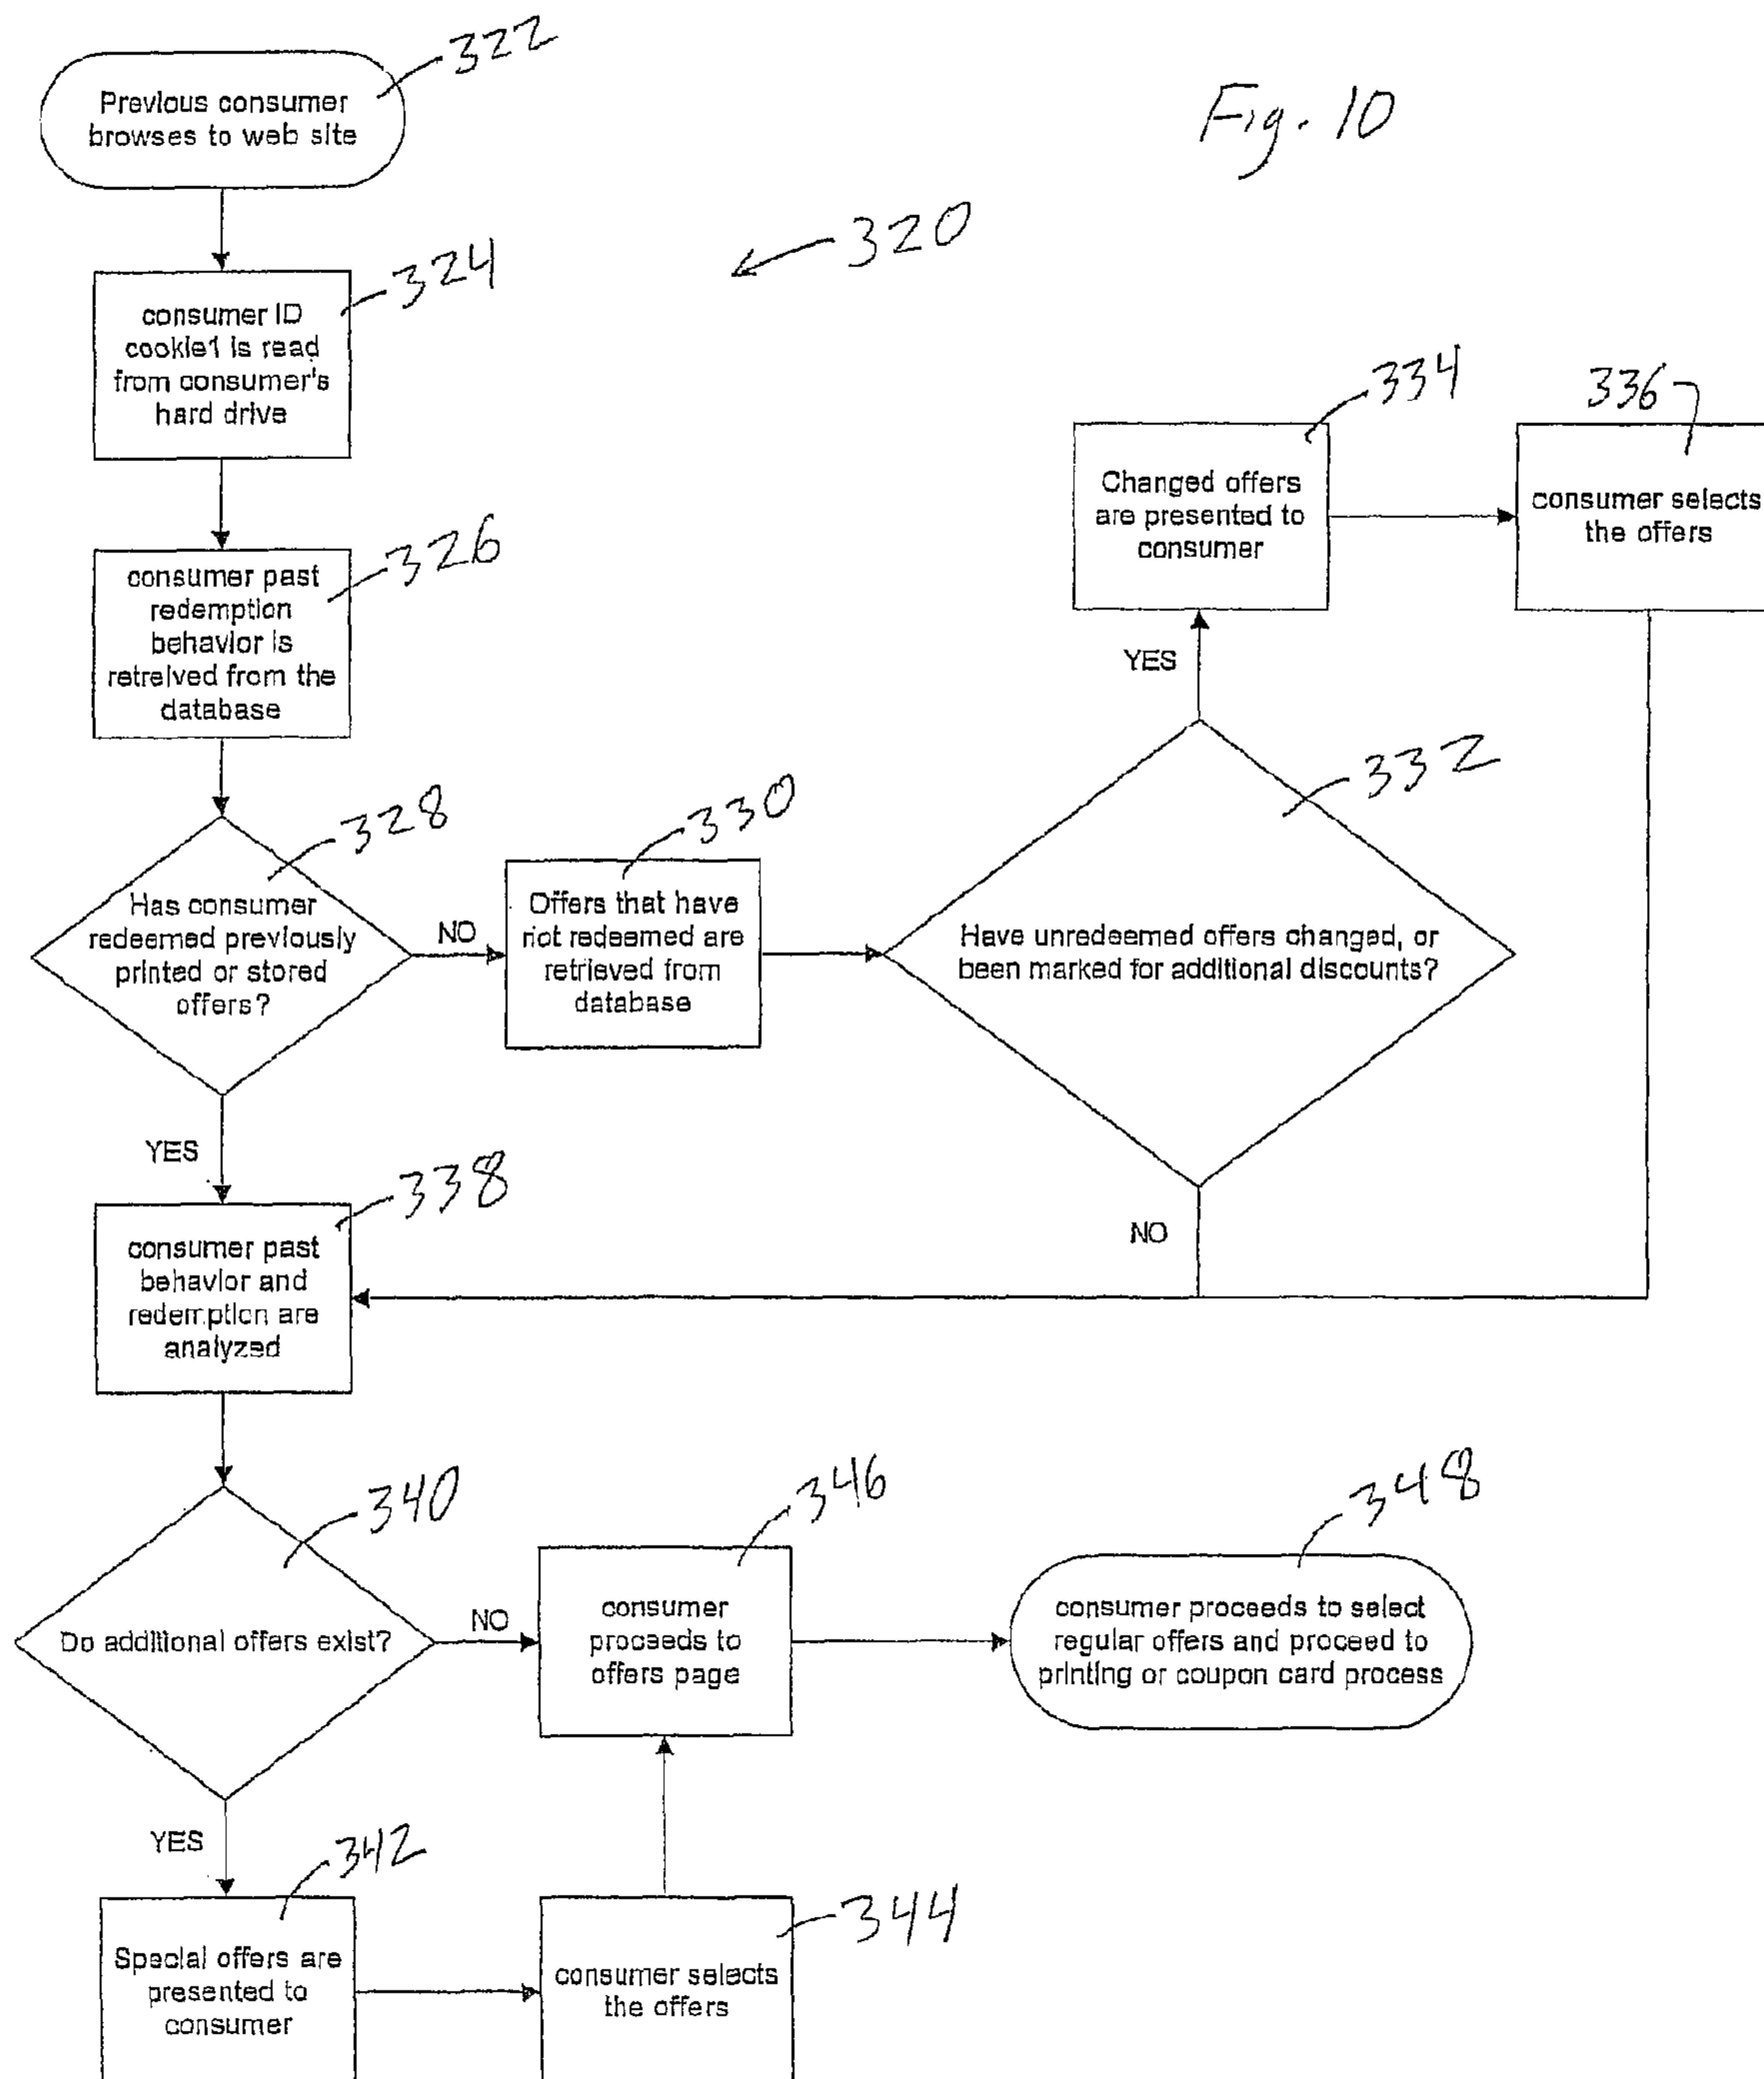 322
Previous consumer
browses to web site
Fig. 10
320
324
consumer ID
cookie1 is read
from consumer's
hard drive
334
336
Changed offers
are presented to
consumer
consumer selects
the offers
326
consumer past
redemption
behavior is
retreived from the
database
YES
332
328
330
Has consumer
redeemed previously
printed or stored
offers?
NO
Offers that have
not redeemed are
retrieved from
database
Have unredeemed offers changed, or
been marked for additional discounts?
YES
338
NO
consumer past
behavior and
redemption are
analyzed
340
346
348
Do additional offers exist?
NO
consumer
proceeds to
offers page
consumer proceeds to select
regular offers and proceed to
printing or coupon card process
YES
342
344
Special offers are
presented to
consumer
consumer selects
the offers